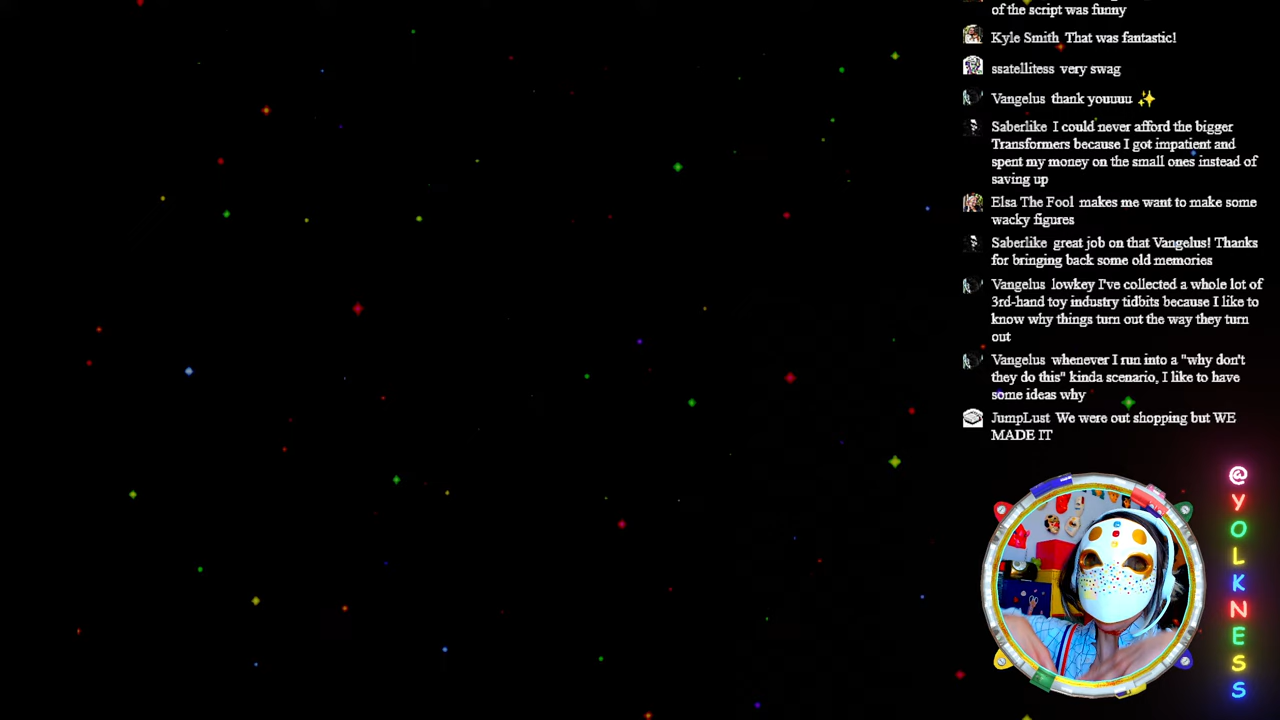 of the script was funny
Kyle Smith That was fantastic!
ssatellitess very swag
Vangelus thank youuuu ✨
Saberlike I could never afford the bigger
Transformers because I got impatient and
spent my money on the small ones instead of
saving up
Elsa The Fool makes me want to make some
wacky figures
Saberlike great job on that Vangelus! Thanks
for bringing back some old memories
Vangelus lowkey I've collected a whole lot of
3rd-hand toy industry tidbits because I like to
know why things turn out the way they turn
out
Vangelus whenever I run into a "why don't
they do this" kinda scenario, I like to have
some ideas why
JumpLust We were out shopping but WE
MADE IT
@YOLKNESS